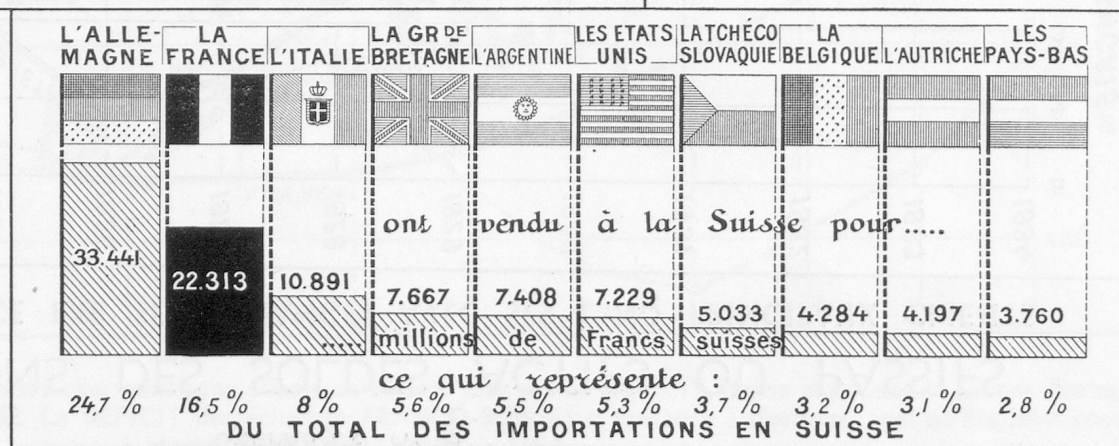 L'ALLE-MAGNE LA FRANCE L'ITALIE LA GR DE BRETAGNE L'ARGENTINE LES ETATS UNIS LA TCHÉCO SLOVAQUIE LA BELGIQUE L'AUTRICHE LES PAYS-BAS
ont vendu à la Suisse pour.....
33.441 22.313 10.891 7.667 7.408 7.229 5.033 4.284 4.197 3.760
..... millions de Francs suisses
ce qui représente :
24,7 % 16,5 % 8 % 5,6 % 5,5 % 5,3 % 3,7 % 3,2 % 3,1 % 2,8 %
DU TOTAL DES IMPORTATIONS EN SUISSE